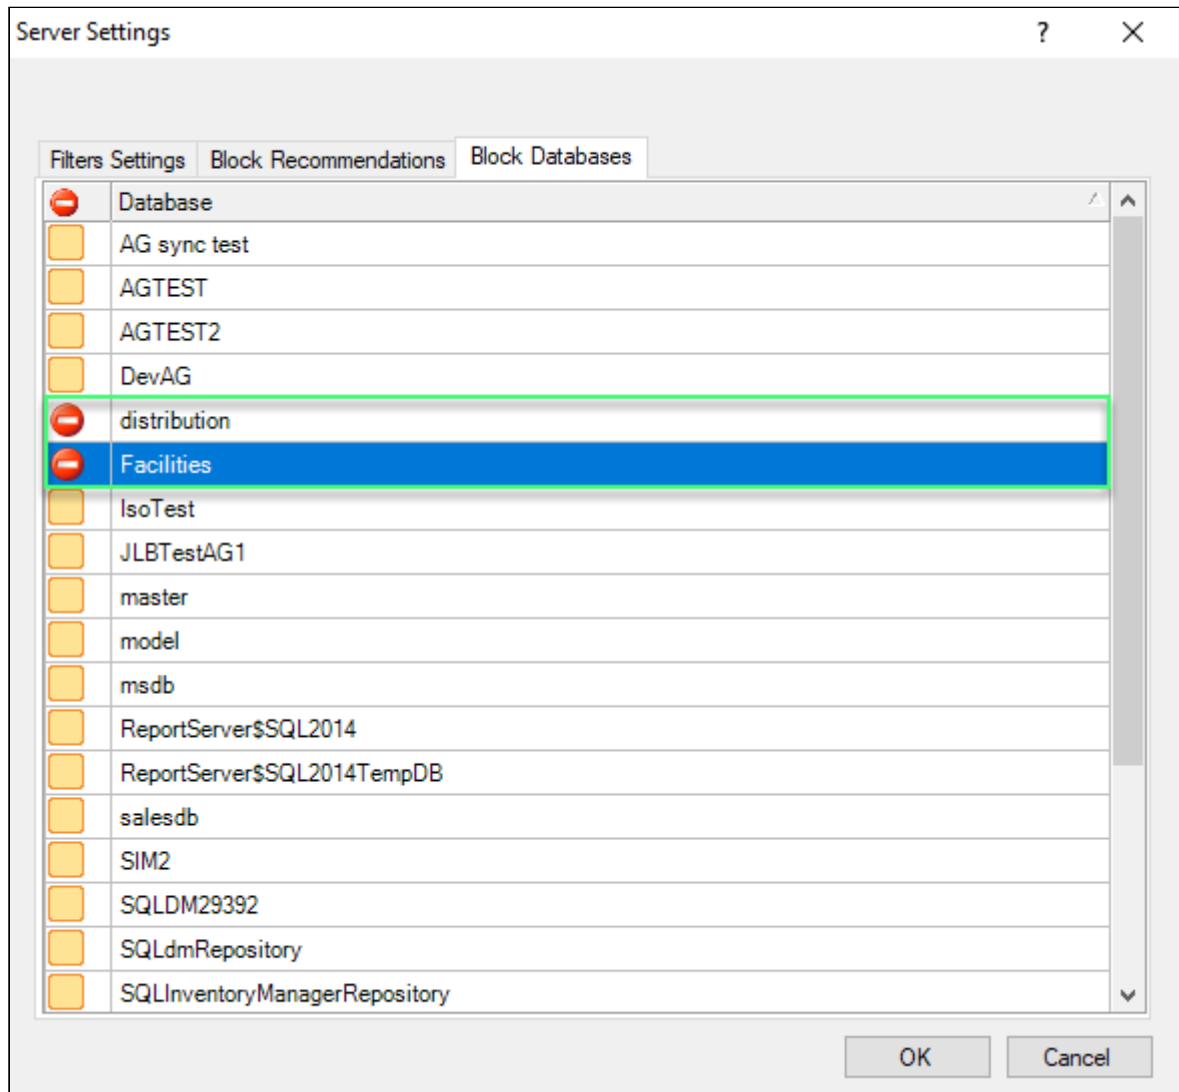 Server Settings ?
Filters Settings Block Recommendations Block Databases
Database
AG sync test
AGTEST
AGTEST2
DevAG
distribution
Facilities
IsoTest
JLBTestAG1
master
model
msdb
ReportServer$SQL2014
ReportServer$SQL2014TempDB
salesdb
SIM2
SQLDM29392
SQLdmRepository
SQLInventoryManagerRepository
OK Cancel